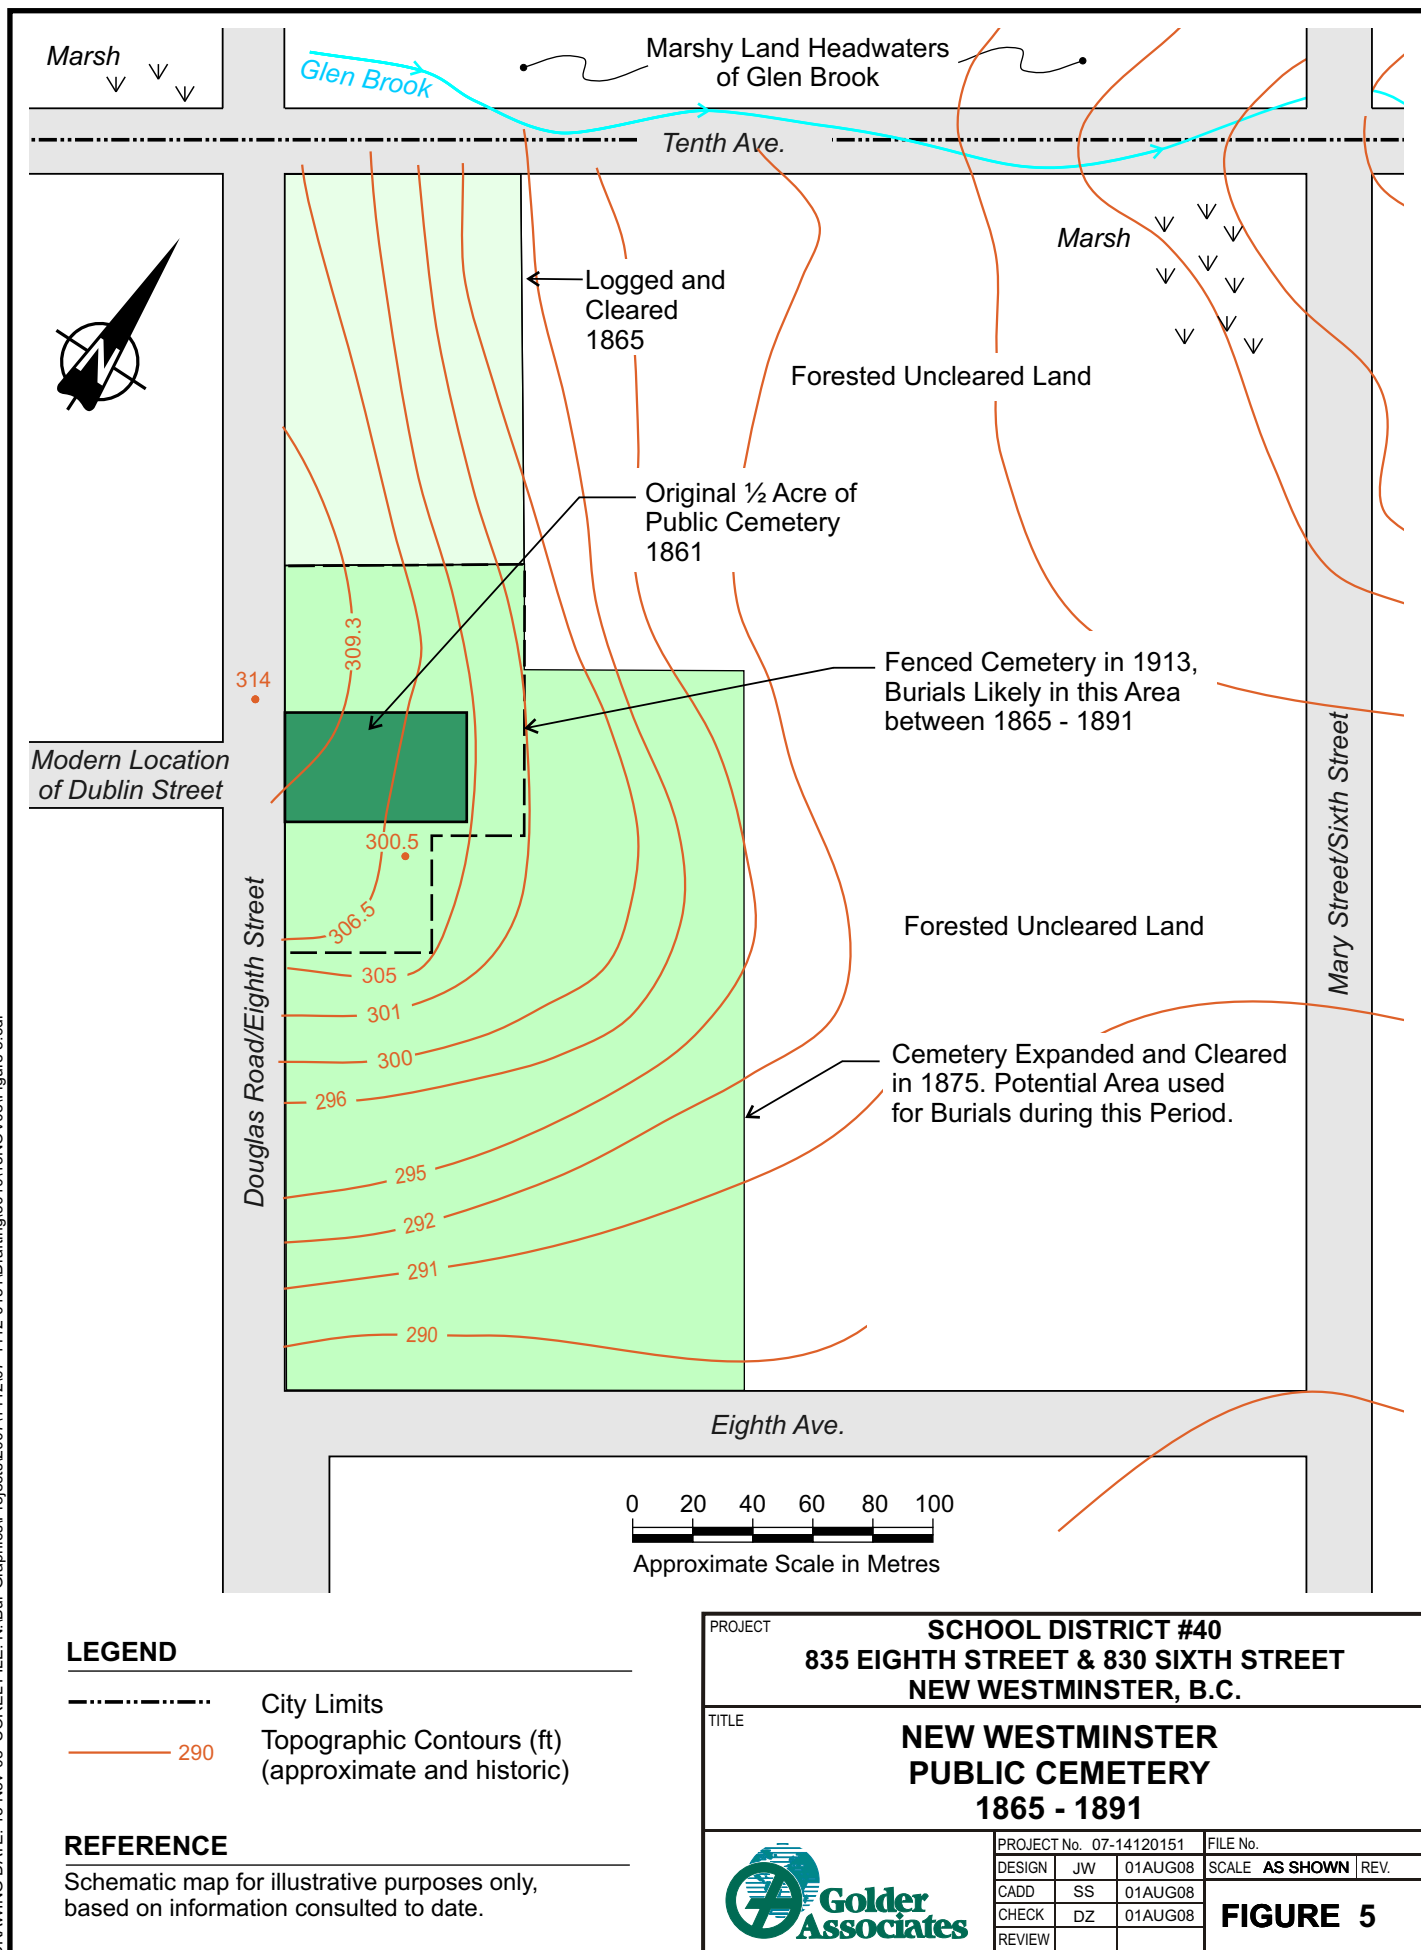 Marsh
Glen Brook
Marshy Land Headwaters
of Glen Brook
Tenth Ave.
Marsh
Logged and
Cleared
1865
Forested Uncleared Land
Original ½ Acre of
Public Cemetery
1861
309.3
314
Fenced Cemetery in 1913,
Burials Likely in this Area
between 1865 - 1891
Modern Location
of Dublin Street
300.5
306.5
Mary Street/Sixth Street
Douglas Road/Eighth Street
Forested Uncleared Land
305
301
300
296
Cemetery Expanded and Cleared
in 1875. Potential Area used
for Burials during this Period.
295
292
291
290
Eighth Ave.
0 20 40 60 80 100
Approximate Scale in Metres
N
LEGEND
City Limits
290
Topographic Contours (ft)
(approximate and historic)
REFERENCE
Schematic map for illustrative purposes only,
based on information consulted to date.
PROJECT
SCHOOL DISTRICT #40
835 EIGHTH STREET & 830 SIXTH STREET
NEW WESTMINSTER, B.C.
TITLE
NEW WESTMINSTER
PUBLIC CEMETERY
1865 - 1891
Golder
Associates
PROJECT No. 07-14120151 FILE No.
DESIGN JW 01AUG08 SCALE AS SHOWN REV.
CADD SS 01AUG08
CHECK DZ 01AUG08
REVIEW
FIGURE 5